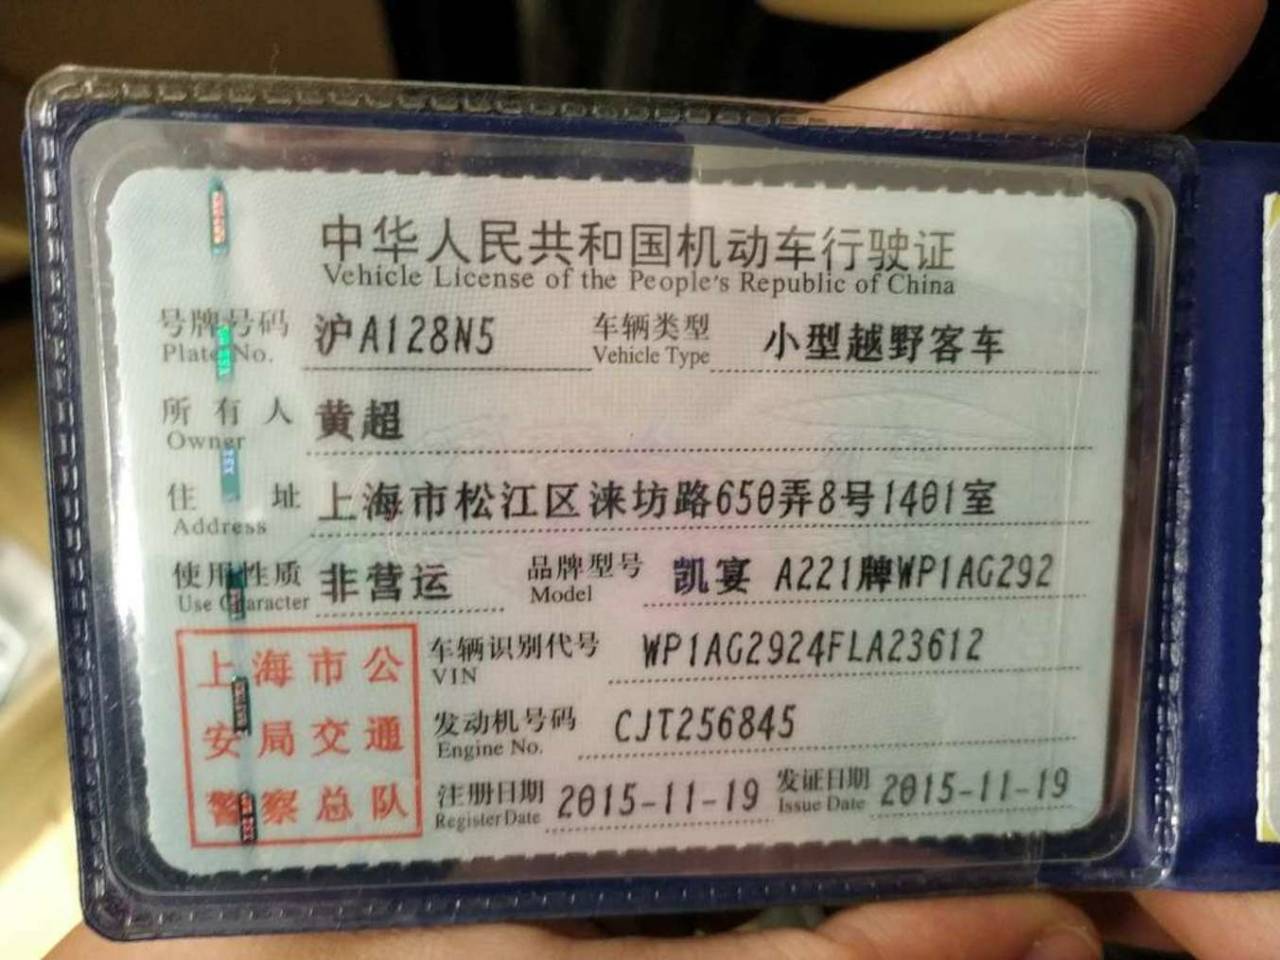 中华人民共和国机动车行驶证
Vehicle License of the People's Republic of China
号牌号码 沪A128N5 车辆类型 小型越野客车
Plate No. Vehicle Type
所有人 黄超
Owner
住址 上海市松江区涞坊路650弄8号1401室
Address
使用性质 非营运 品牌型号 凯宴 A221牌WP1AG292
Use Character Model
车辆识别代号 WP1AG2924FLA23612
VIN
发动机号码 CJT256845
Engine No.
注册日期 2015-11-19 发证日期 2015-11-19
Register Date Issue Date
上海市公
安局交通
警察总队